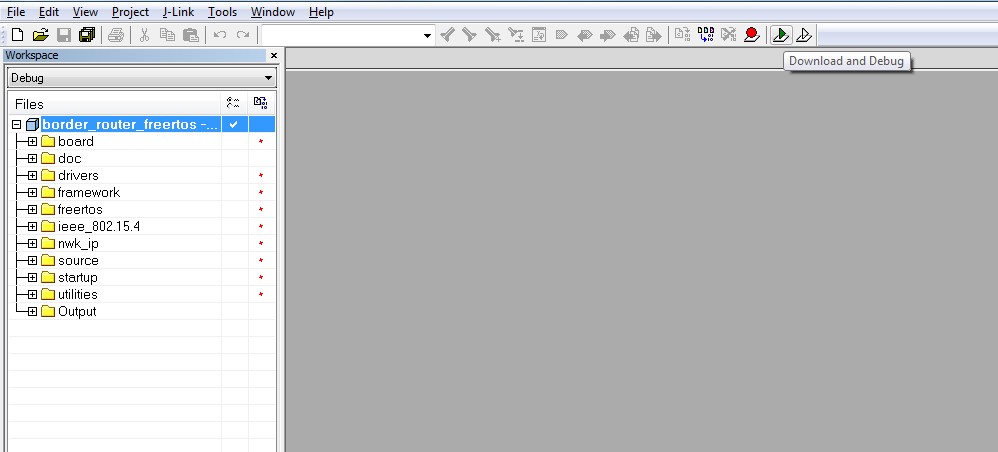 File Edit View Project J-Link Tools Window Help
Workspace
Debug
Download and Debug
Files
border_router_freertos -...
board
doc
drivers
framework
freertos
ieee_802.15.4
nwk_ip
source
startup
utilities
Output